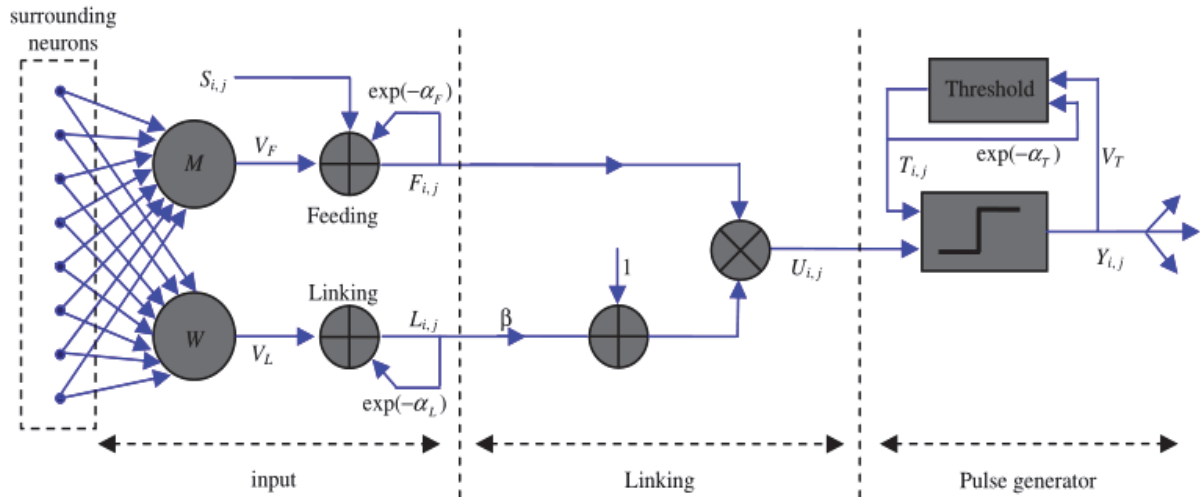 surrounding
neurons
S_{i,j}
exp(−α_F)
M
V_F
F_{i,j}
Feeding
Linking
W
V_L
L_{i,j}
exp(−α_L)
β
1
U_{i,j}
Threshold
exp(−α_T)
T_{i,j}
V_T
Y_{i,j}
input
Linking
Pulse generator